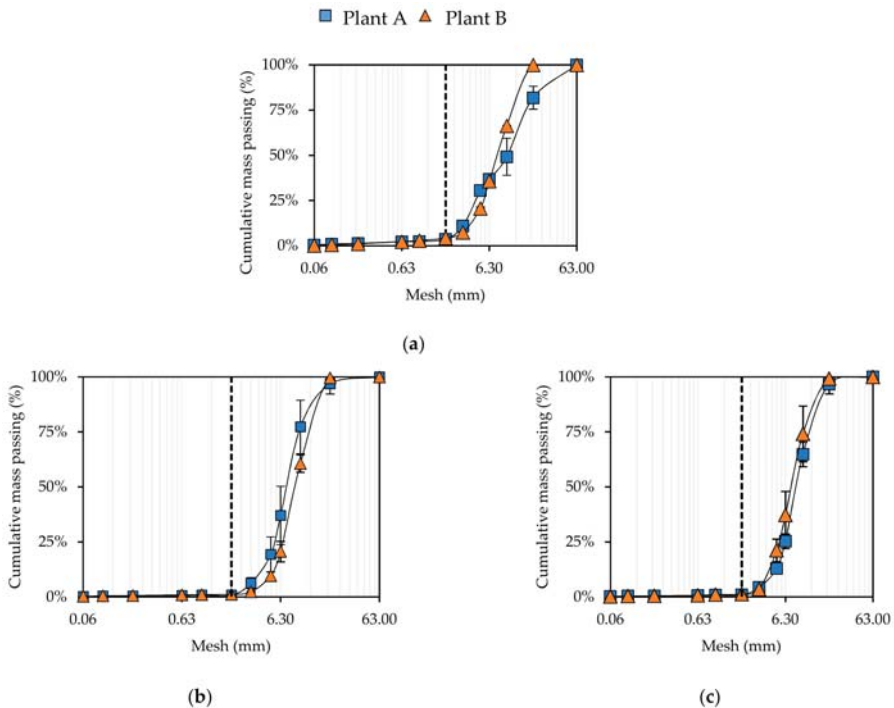 Plant A Plant B
Cumulative mass passing (%)
100%
75%
50%
25%
0%
0.06 0.63 6.30 63.00
Mesh (mm)
(a)
Cumulative mass passing (%)
100%
75%
50%
25%
0%
0.06 0.63 6.30 63.00
Mesh (mm)
(b)
Cumulative mass passing (%)
100%
75%
50%
25%
0%
0.06 0.63 6.30 63.00
Mesh (mm)
(c)